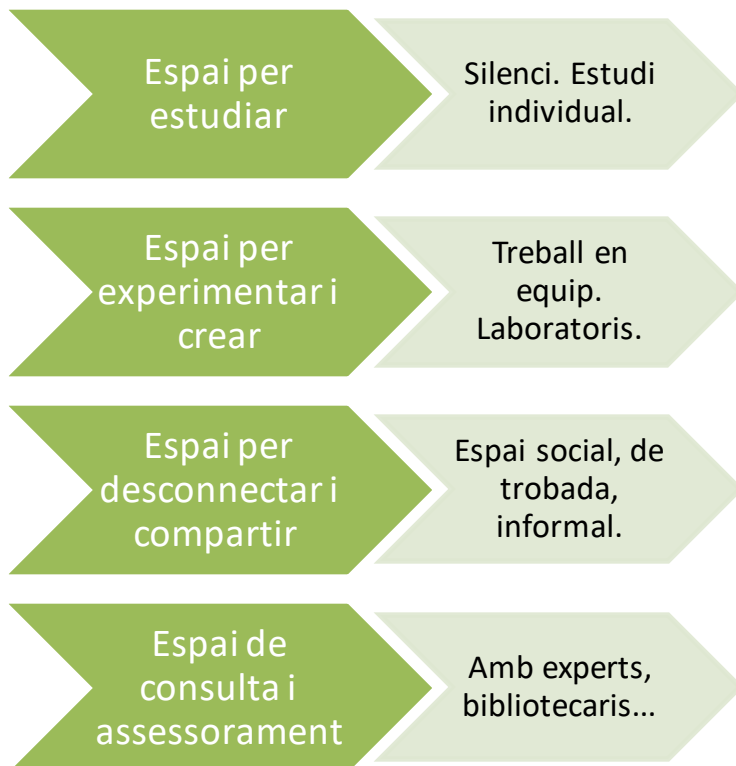 Espai per
estudiar
Silenci. Estudi
individual.
Espai per
experimentar i
crear
Treball en
equip.
Laboratoris.
Espai per
desconnectar i
compartir
Espai social, de
trobada,
informal.
Espai de
consulta i
assessorament
Amb experts,
bibliotecaris...